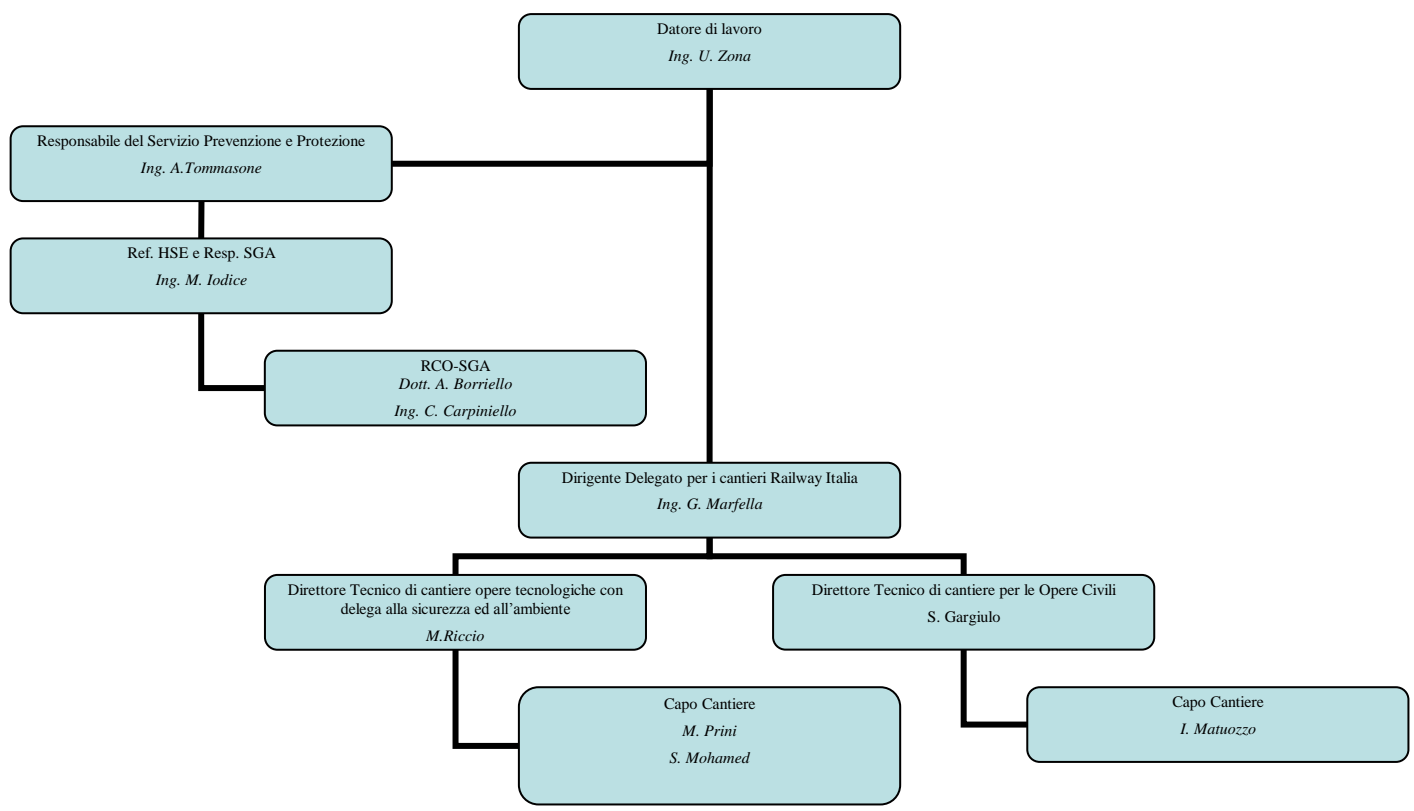 Datore di lavoro
Ing. U. Zona
Responsabile del Servizio Prevenzione e Protezione
Ing. A.Tommasone
Ref. HSE e Resp. SGA
Ing. M. Iodice
RCO-SGA
Dott. A. Borriello
Ing. C. Carpiniello
Dirigente Delegato per i cantieri Railway Italia
Ing. G. Marfella
Direttore Tecnico di cantiere opere tecnologiche con
delega alla sicurezza ed all’ambiente
M.Riccio
Direttore Tecnico di cantiere per le Opere Civili
S. Gargiulo
Capo Cantiere
M. Prini
S. Mohamed
Capo Cantiere
I. Matuozzo